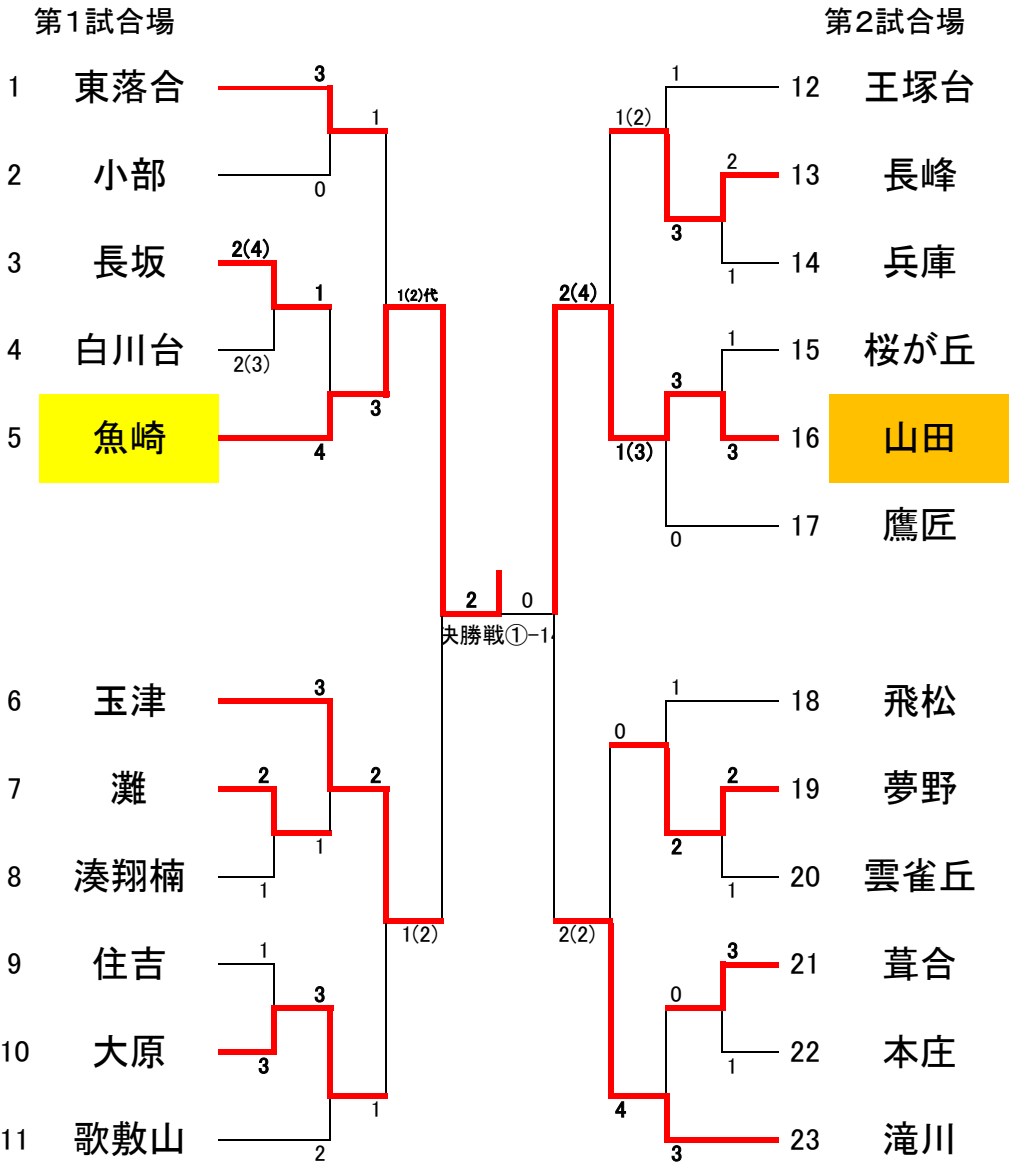 第1試合場
第2試合場
1 東落合 3
1
2 小部 0
3 長坂 2(4)
1
1(2)代
4 白川台 2(3)
3
5 魚崎 4
2
0
決勝戦①-14
6 玉津 3
7 灘 2
2
1
8 湊翔楠 1
1(2)
9 住吉 1
3
10 大原 3
1
11 歌敷山 2
1 12 王塚台
1(2)
2 13 長峰
3
1 14 兵庫
2(4)
1 15 桜が丘
3
1(3)
3 16 山田
0 17 鷹匠
1 18 飛松
0
2 19 夢野
2
1 20 雲雀丘
2(2)
3 21 葺合
0
1 22 本庄
4
3 23 滝川